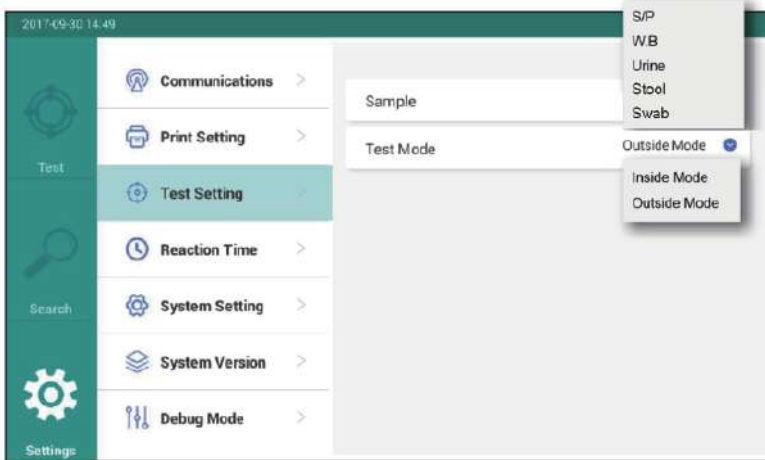 2017-09-30 14:49
Test
Search
Settings
Communications
Print Setting
Test Setting
Reaction Time
System Setting
System Version
Debug Mode
Sample
S/P
W.B
Urine
Stool
Swab
Test Mode
Outside Mode
Inside Mode
Outside Mode